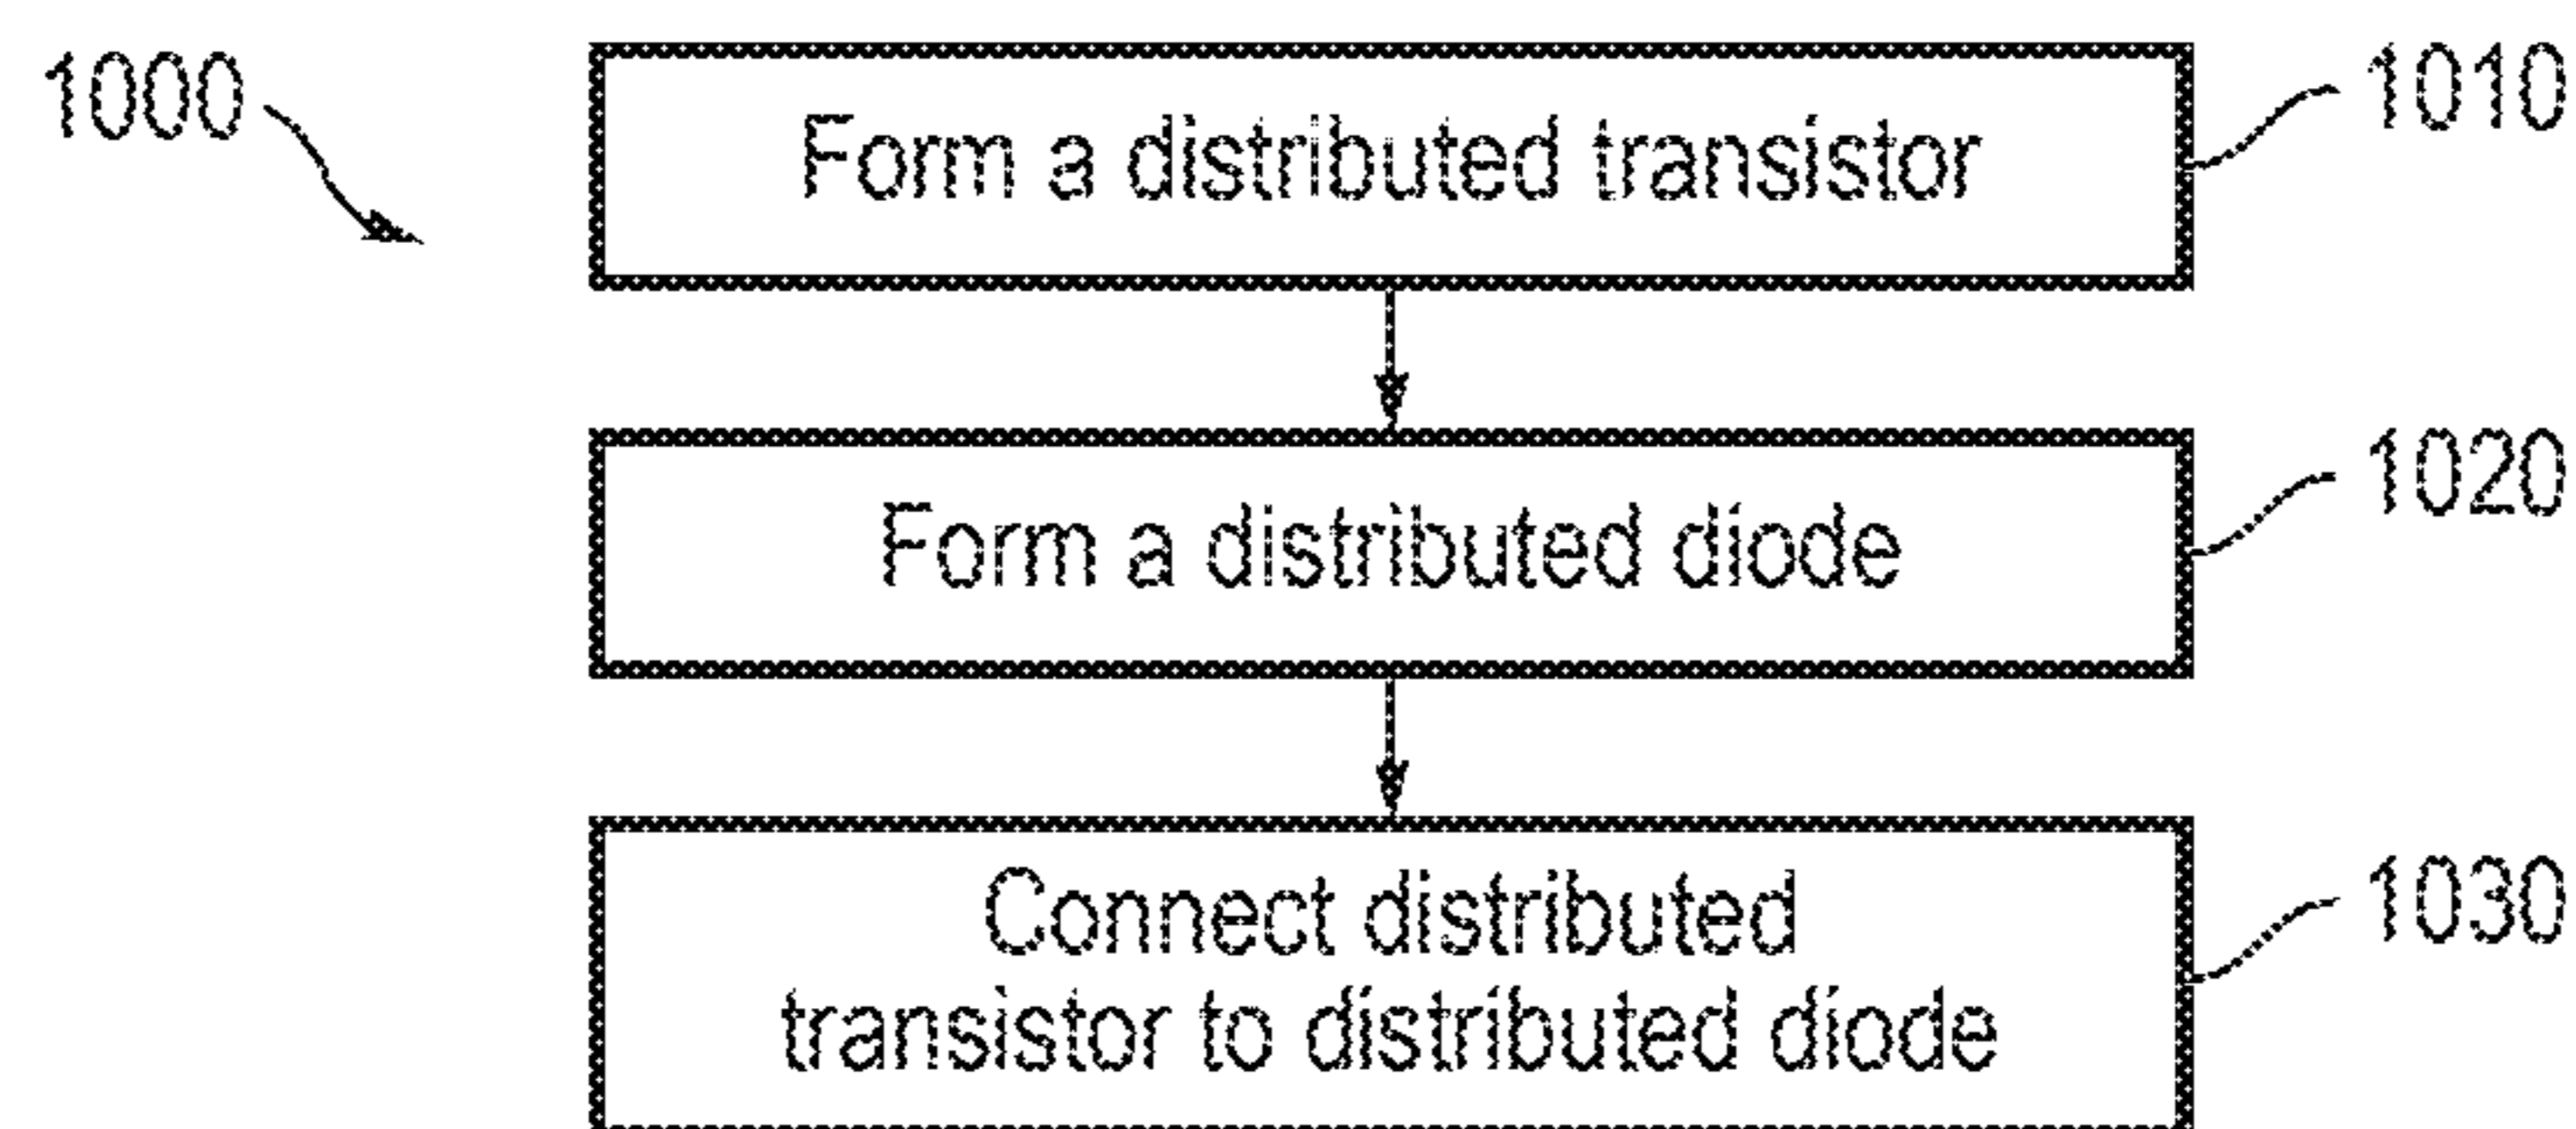 1000
Form a distributed transistor
1010
Form a distributed diode
1020
Connect distributed
transistor to distributed diode
1030